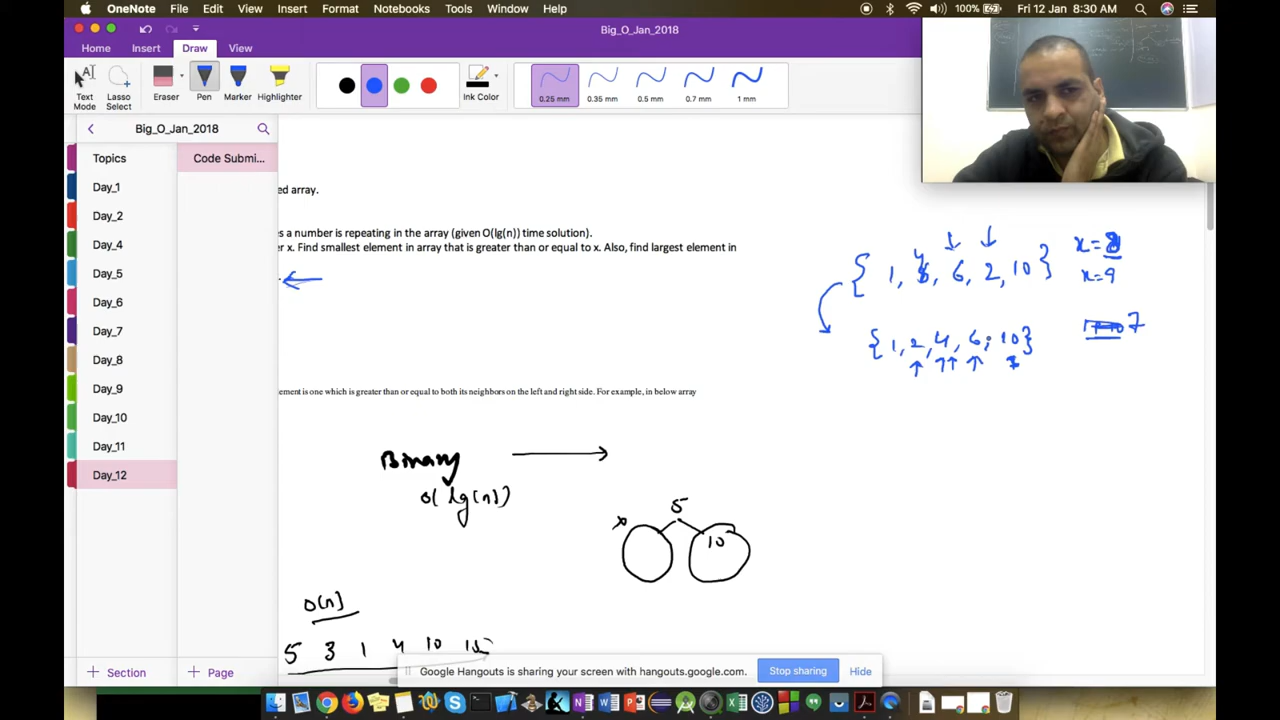 OneNote File Edit View Insert Format Notebooks Tools Window Help 100% Fri 12 Jan 8:30 AM
Big_O_Jan_2018
Home Insert Draw View
Text Mode
Lasso Select
Eraser
Pen
Marker
Highlighter
Ink Color
0.25 mm 0.35 mm 0.5 mm 0.7 mm 1 mm
Big_O_Jan_2018
Topics
Code Submi...
Day_1
Day_2
Day_4
Day_5
Day_6
Day_7
Day_8
Day_9
Day_10
Day_11
Day_12
ed array.
es a number is repeating in the array (given O(lg(n)) time solution).
er x. Find smallest element in array that is greater than or equal to x. Also, find largest element in
{ 1, 6, 2, 10 }
x=
x=9
{ 1, 2, 4, 6, 10 }
7
ement is one which is greater than or equal to both its neighbors on the left and right side. For example, in below array
Binary
O(lg(n))
5
10
O(n)
5 3 1 4 10
Section
Page
Google Hangouts is sharing your screen with hangouts.google.com.
Stop sharing
Hide